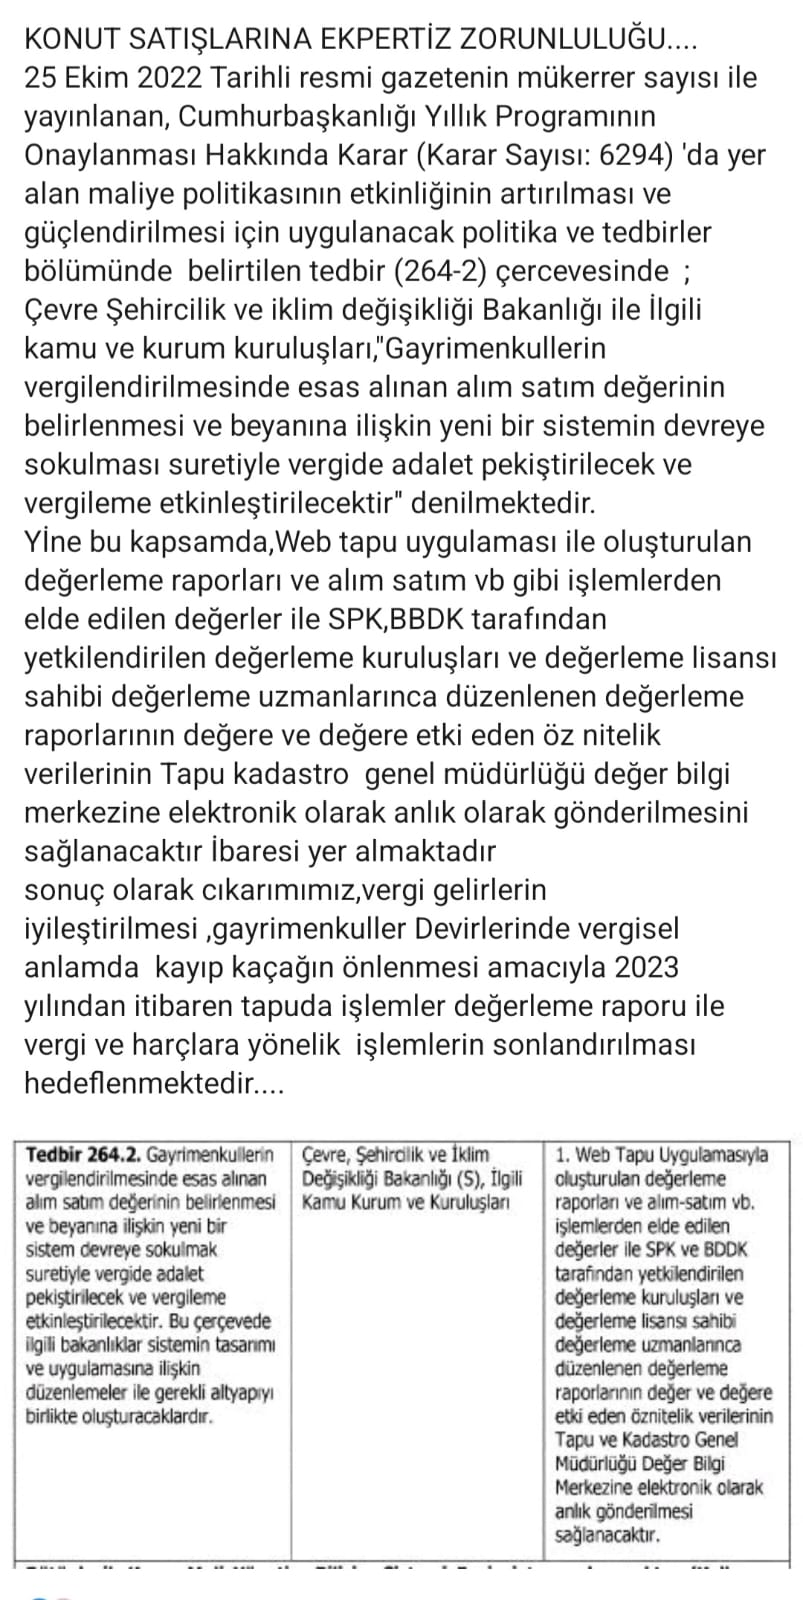 KONUT SATIŞLARINA EKPERTİZ ZORUNLULUĞU....
25 Ekim 2022 Tarihli resmi gazetenin mükerrer sayısı ile
yayınlanan, Cumhurbaşkanlığı Yıllık Programının
Onaylanması Hakkında Karar (Karar Sayısı: 6294) 'da yer
alan maliye politikasının etkinliğinin artırılması ve
güçlendirilmesi için uygulanacak politika ve tedbirler
bölümünde belirtilen tedbir (264-2) çercevesinde ;
Çevre Şehircilik ve iklim değişikliği Bakanlığı ile İlgili
kamu ve kurum kuruluşları,"Gayrimenkullerin
vergilendirilmesinde esas alınan alım satım değerinin
belirlenmesi ve beyanına ilişkin yeni bir sistemin devreye
sokulması suretiyle vergide adalet pekiştirilecek ve
vergileme etkinleştirilecektir" denilmektedir.
Yİne bu kapsamda,Web tapu uygulaması ile oluşturulan
değerleme raporları ve alım satım vb gibi işlemlerden
elde edilen değerler ile SPK,BBDK tarafından
yetkilendirilen değerleme kuruluşları ve değerleme lisansı
sahibi değerleme uzmanlarınca düzenlenen değerleme
raporlarının değere ve değere etki eden öz nitelik
verilerinin Tapu kadastro genel müdürlüğü değer bilgi
merkezine elektronik olarak anlık olarak gönderilmesini
sağlanacaktır İbaresi yer almaktadır
sonuç olarak cıkarımımız,vergi gelirlerin
iyileştirilmesi ,gayrimenkuller Devirlerinde vergisel
anlamda kayıp kaçağın önlenmesi amacıyla 2023
yılından itibaren tapuda işlemler değerleme raporu ile
vergi ve harçlara yönelik işlemlerin sonlandırılması
hedeflenmektedir....
Tedbir 264.2. Gayrimenkullerin
vergilendirilmesinde esas alınan
alım satım değerinin belirlenmesi
ve beyanına ilişkin yeni bir
sistem devreye sokulmak
suretiyle vergide adalet
pekiştirilecek ve vergileme
etkinleştirilecektir. Bu çerçevede
ilgili bakanlıklar sistemin tasarımı
ve uygulamasına ilişkin
düzenlemeler ile gerekli altyapıyı
birlikte oluşturacaklardır.
Çevre, Şehircilik ve İklim
Değişikliği Bakanlığı (S), İlgili
Kamu Kurum ve Kuruluşları
1. Web Tapu Uygulamasıyla
oluşturulan değerleme
raporları ve alım-satım vb.
işlemlerden elde edilen
değerler ile SPK ve BDDK
tarafından yetkilendirilen
değerleme kuruluşları ve
değerleme lisansı sahibi
değerleme uzmanlarınca
düzenlenen değerleme
raporlarının değer ve değere
etki eden öznitelik verilerinin
Tapu ve Kadastro Genel
Müdürlüğü Değer Bilgi
Merkezine elektronik olarak
anlık gönderilmesi
sağlanacaktır.